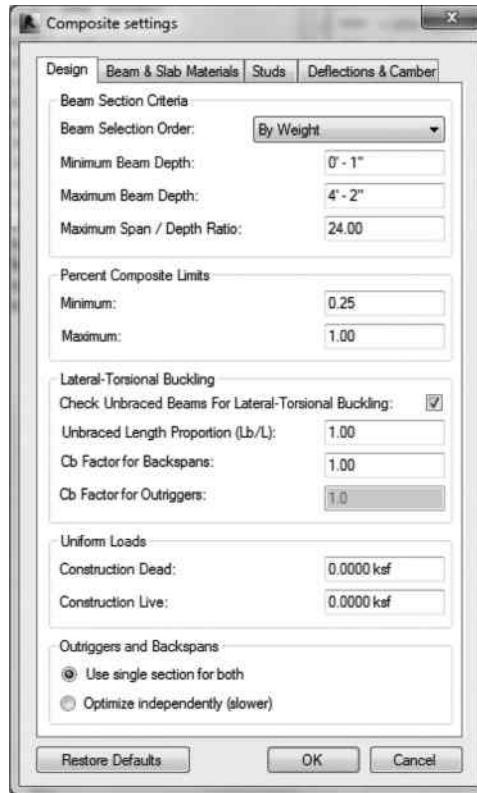 Composite settings
Design Beam & Slab Materials Studs Deflections & Camber
Beam Section Criteria
Beam Selection Order: By Weight
Minimum Beam Depth: 0' - 1"
Maximum Beam Depth: 4' - 2"
Maximum Span / Depth Ratio: 24.00
Percent Composite Limits
Minimum: 0.25
Maximum: 1.00
Lateral-Torsional Buckling
Check Unbraced Beams For Lateral-Torsional Buckling:
Unbraced Length Proportion (Lb/L): 1.00
Cb Factor for Backspans: 1.00
Cb Factor for Outriggers: 1.0
Uniform Loads
Construction Dead: 0.0000 ksf
Construction Live: 0.0000 ksf
Outriggers and Backspans
Use single section for both
Optimize independently (slower)
Restore Defaults OK Cancel